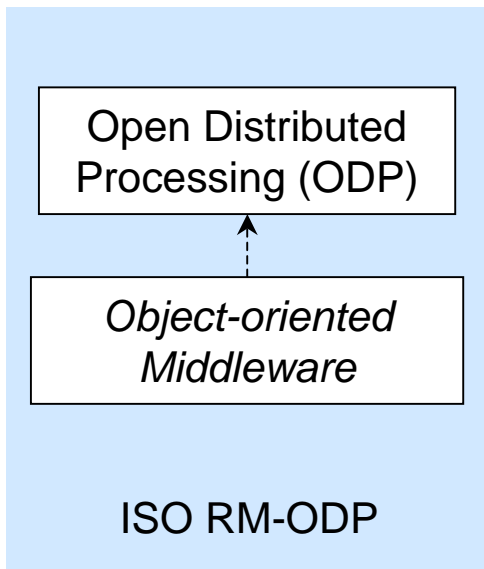 Open Distributed
Processing (ODP)
Object-oriented
Middleware
ISO RM-ODP